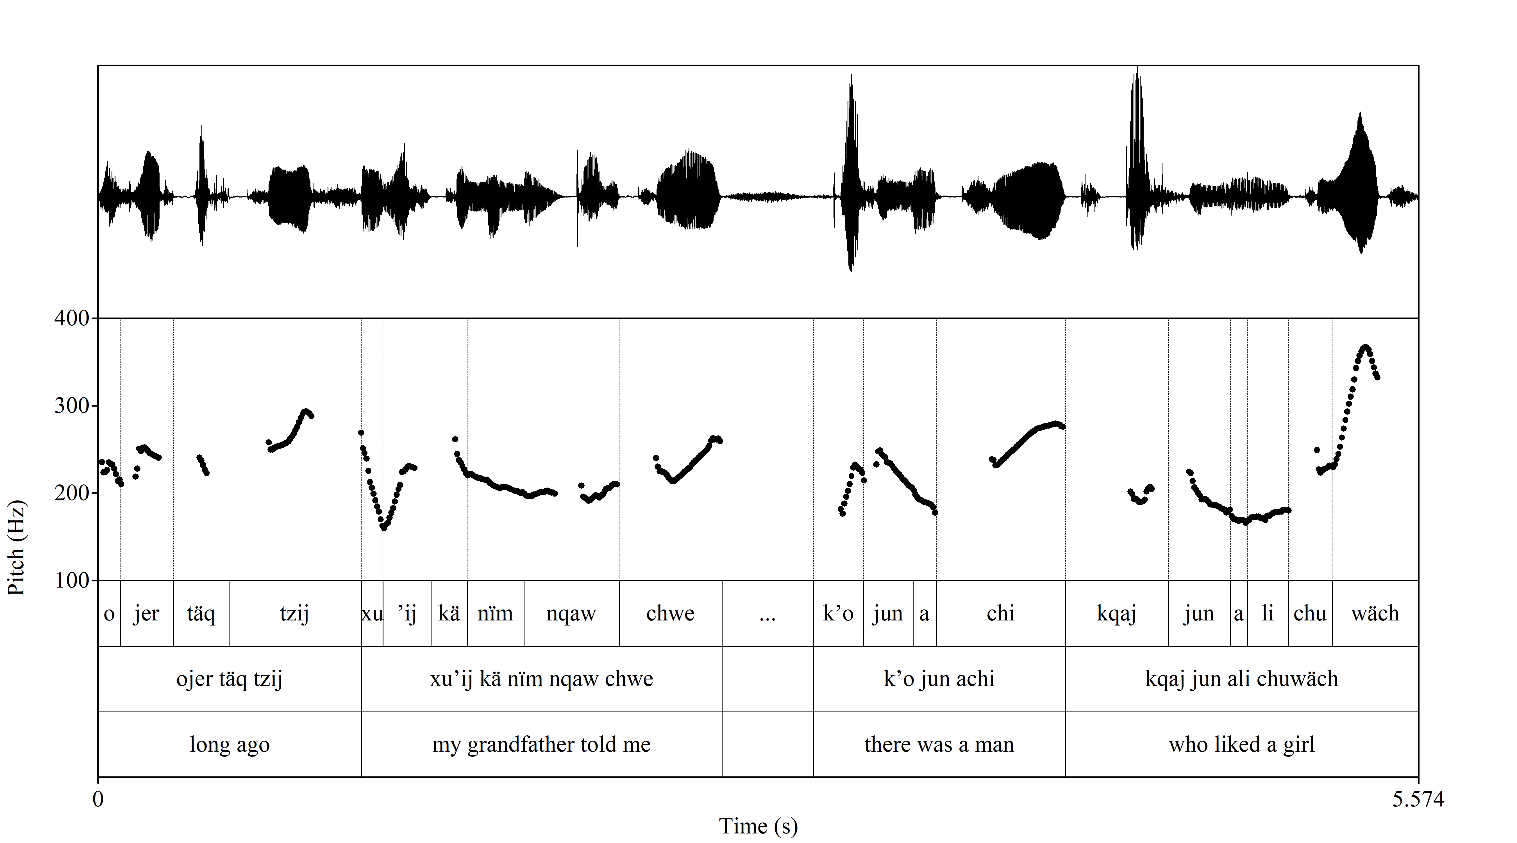 400
300
200
100
Pitch (Hz)
o jer täq tzij xu ’ij kä nïm nqaw chwe ... k’o jun a chi kqaj jun a li chu wäch
ojer täq tzij xu’ij kä nïm nqaw chwe k’o jun achi kqaj jun ali chuwäch
long ago my grandfather told me there was a man who liked a girl
0 5.574
Time (s)